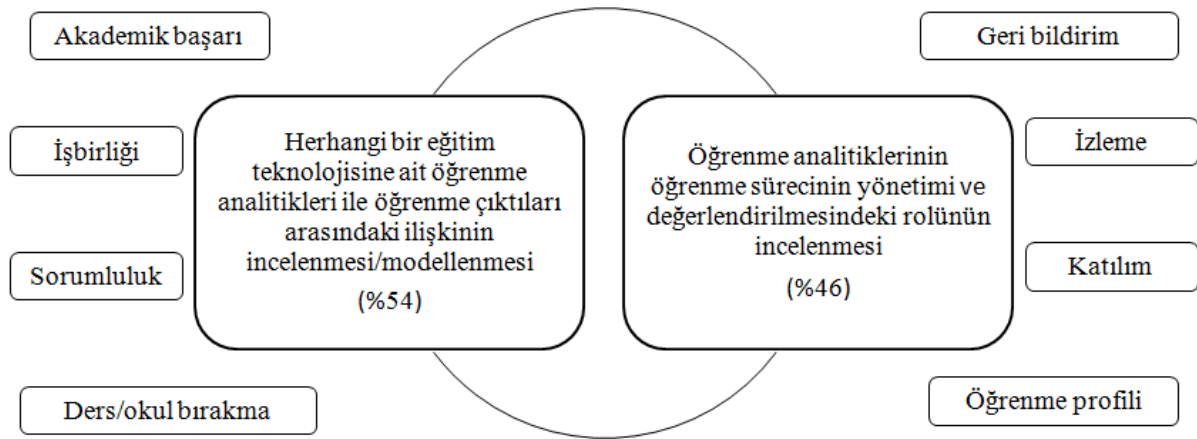 Akademik başarı
İşbirliği
Sorumluluk
Ders/okul bırakma
Herhangi bir eğitim
teknolojisine ait öğrenme
analitikleri ile öğrenme çıktıları
arasındaki ilişkinin
incelenmesi/modellenmesi
(%54)
Öğrenme analitiklerinin
öğrenme sürecinin yönetimi ve
değerlendirilmesindeki rolünün
incelenmesi
(%46)
Geri bildirim
İzleme
Katılım
Öğrenme profili